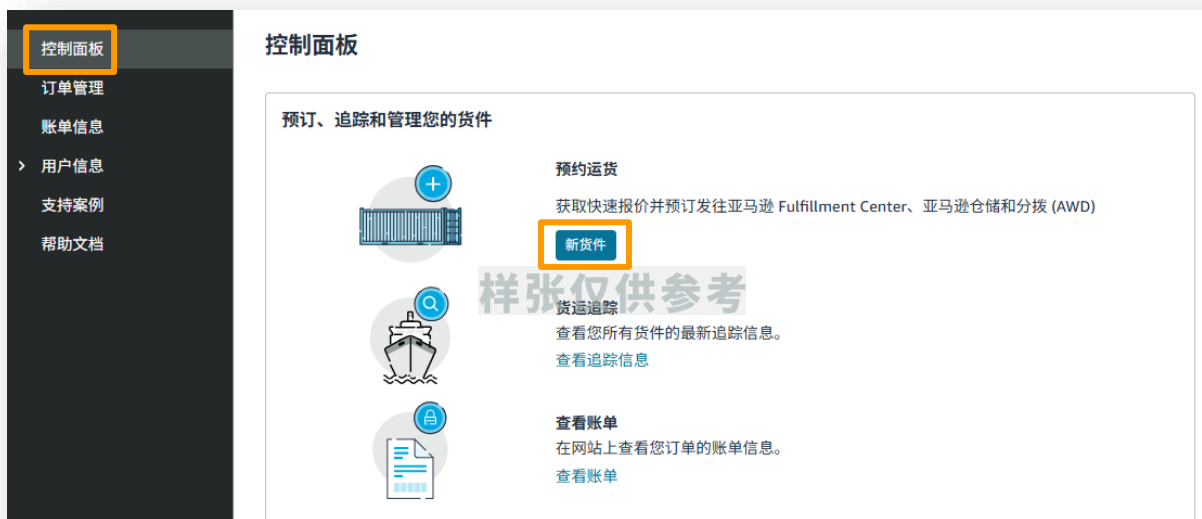 控制面板
订单管理
账单信息
用户信息
支持案例
帮助文档
控制面板
预订、追踪和管理您的货件
预约运货
获取快速报价并预订发往亚马逊 Fulfillment Center、亚马逊仓储和分拨 (AWD)
新货件
样张仅供参考
货运追踪
查看您所有货件的最新追踪信息。
查看追踪信息
查看账单
在网站上查看您订单的账单信息。
查看账单